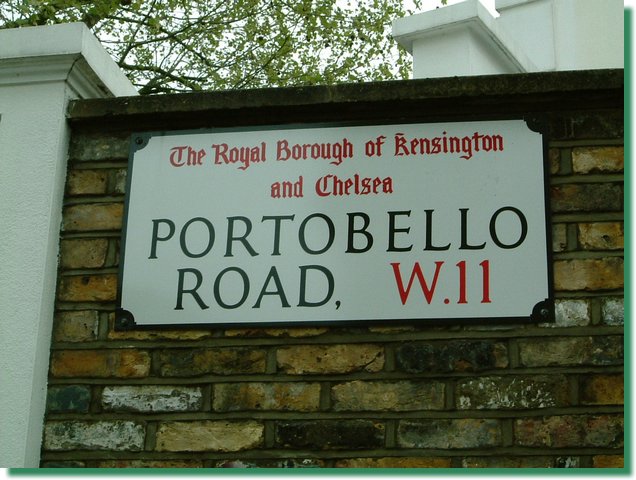 The Royal Borough of Kensington
and Chelsea
PORTOBELLO
ROAD, W.11